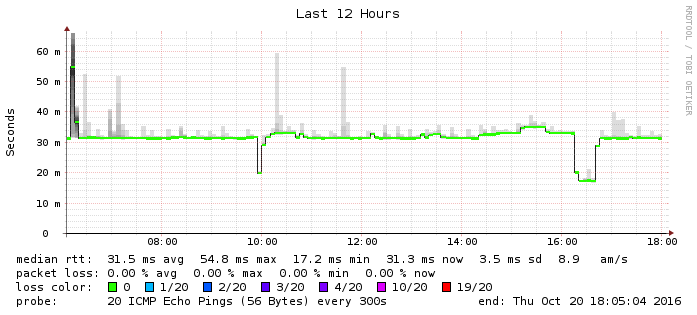 Last 12 Hours
RRDTOOL / TOBI OETIKER
Seconds
60 m
50 m
40 m
30 m
20 m
10 m
0
08:00 10:00 12:00 14:00 16:00 18:00
median rtt: 31.5 ms avg 54.8 ms max 17.2 ms min 31.3 ms now 3.5 ms sd 8.9 am/s
packet loss: 0.00 % avg 0.00 % max 0.00 % min 0.00 % now
loss color: 0 1/20 2/20 3/20 4/20 10/20 19/20
probe: 20 ICMP Echo Pings (56 Bytes) every 300s end: Thu Oct 20 18:05:04 2016